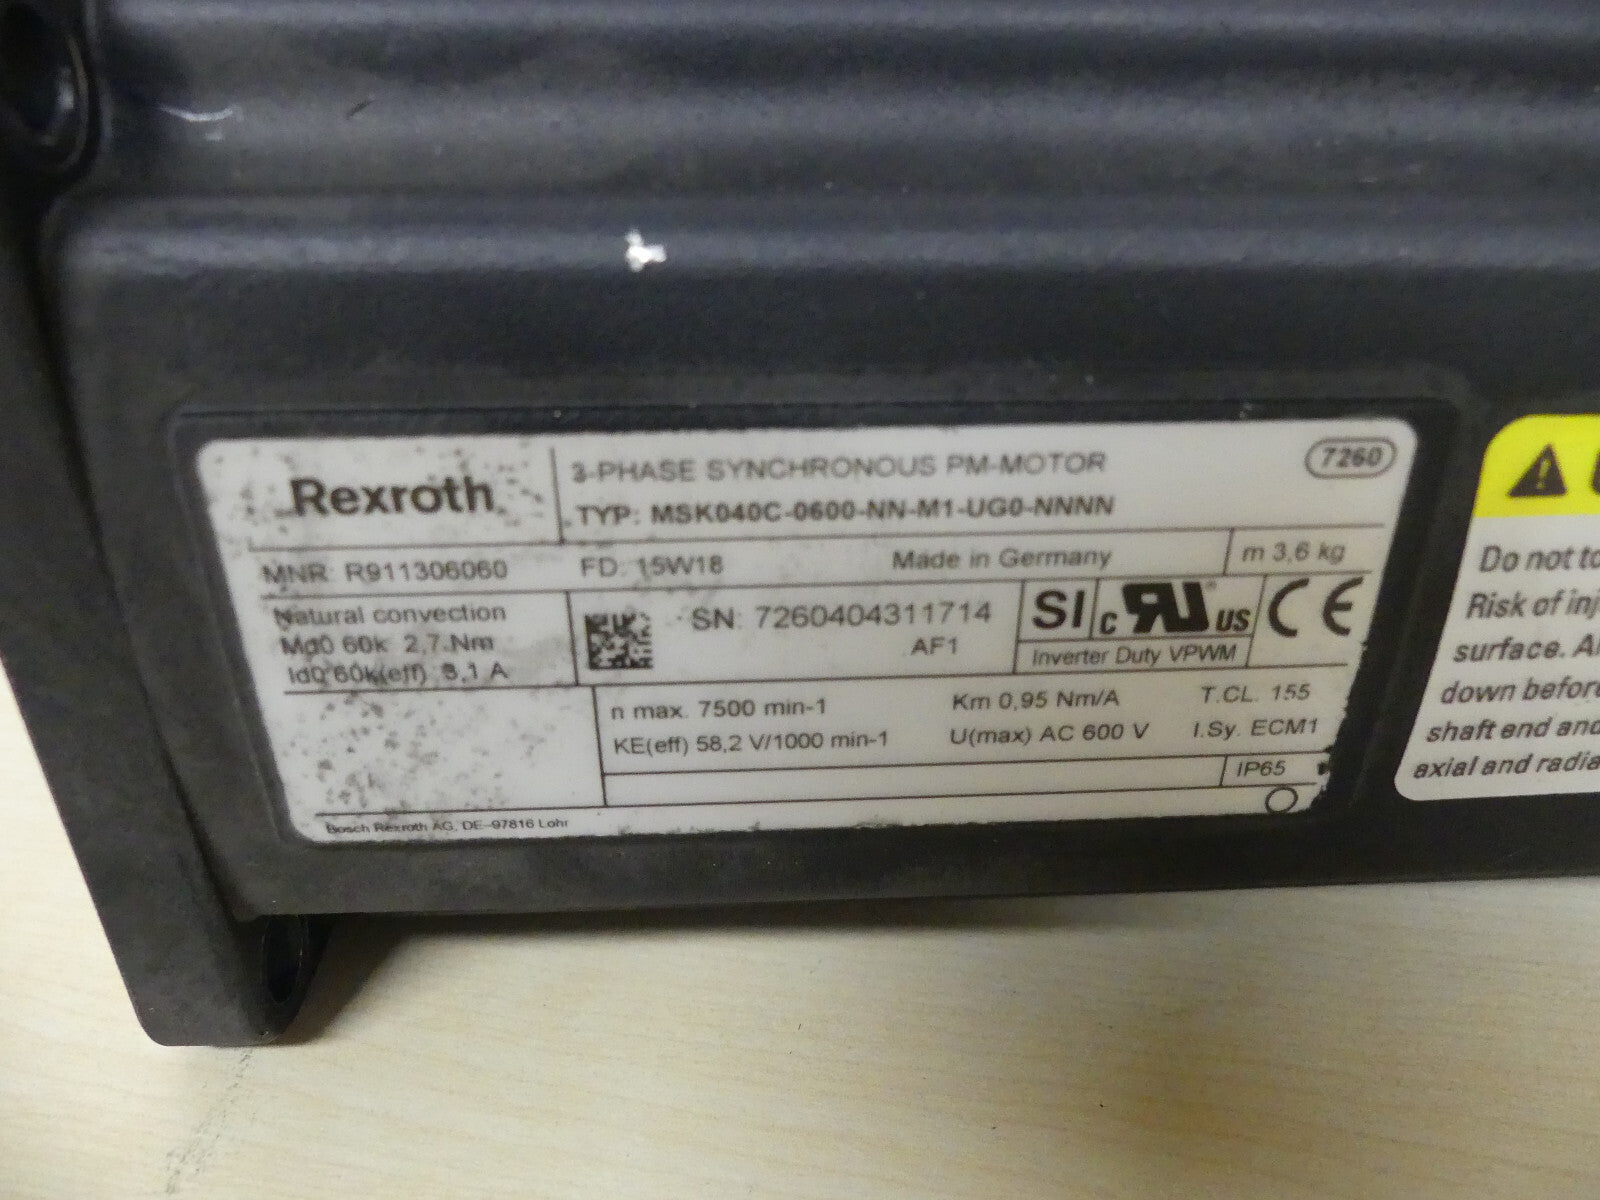 Rexroth
3-PHASE SYNCHRONOUS PM-MOTOR
7260
TYP: MSK040C-0600-NN-M1-UG0-NNNN
MNR: R911306060 FD: 15W18 Made in Germany m 3,6 kg
Natural convection
Md0 60k 2,7 Nm
Id0 60k(eff) 3,1 A
SN: 7260404311714
AF1
SI c RU US CE
Inverter Duty VPWM
n max. 7500 min-1 Km 0,95 Nm/A T.CL. 155
KE(eff) 58,2 V/1000 min-1 U(max) AC 600 V I.Sy. ECM1
IP65
Bosch Rexroth AG, DE-97816 Lohr
Do not to
Risk of inj
surface. Al
down before
shaft end and
axial and radia